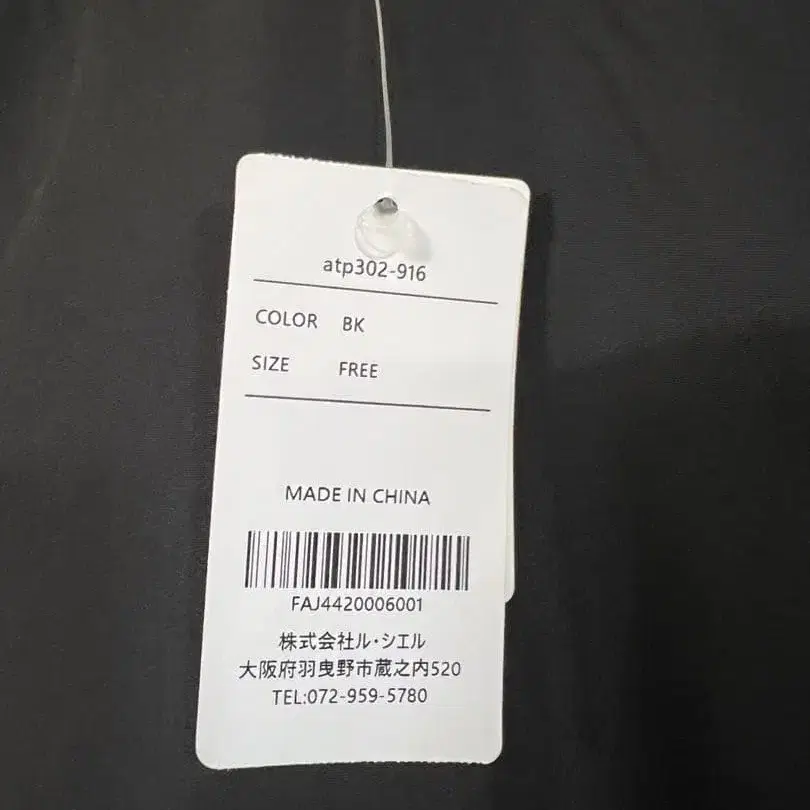 atp302-916
COLOR BK
SIZE FREE
MADE IN CHINA
FAJ4420006001
株式会社ル・シエル
大阪府羽曳野市蔵之内520
TEL:072-959-5780